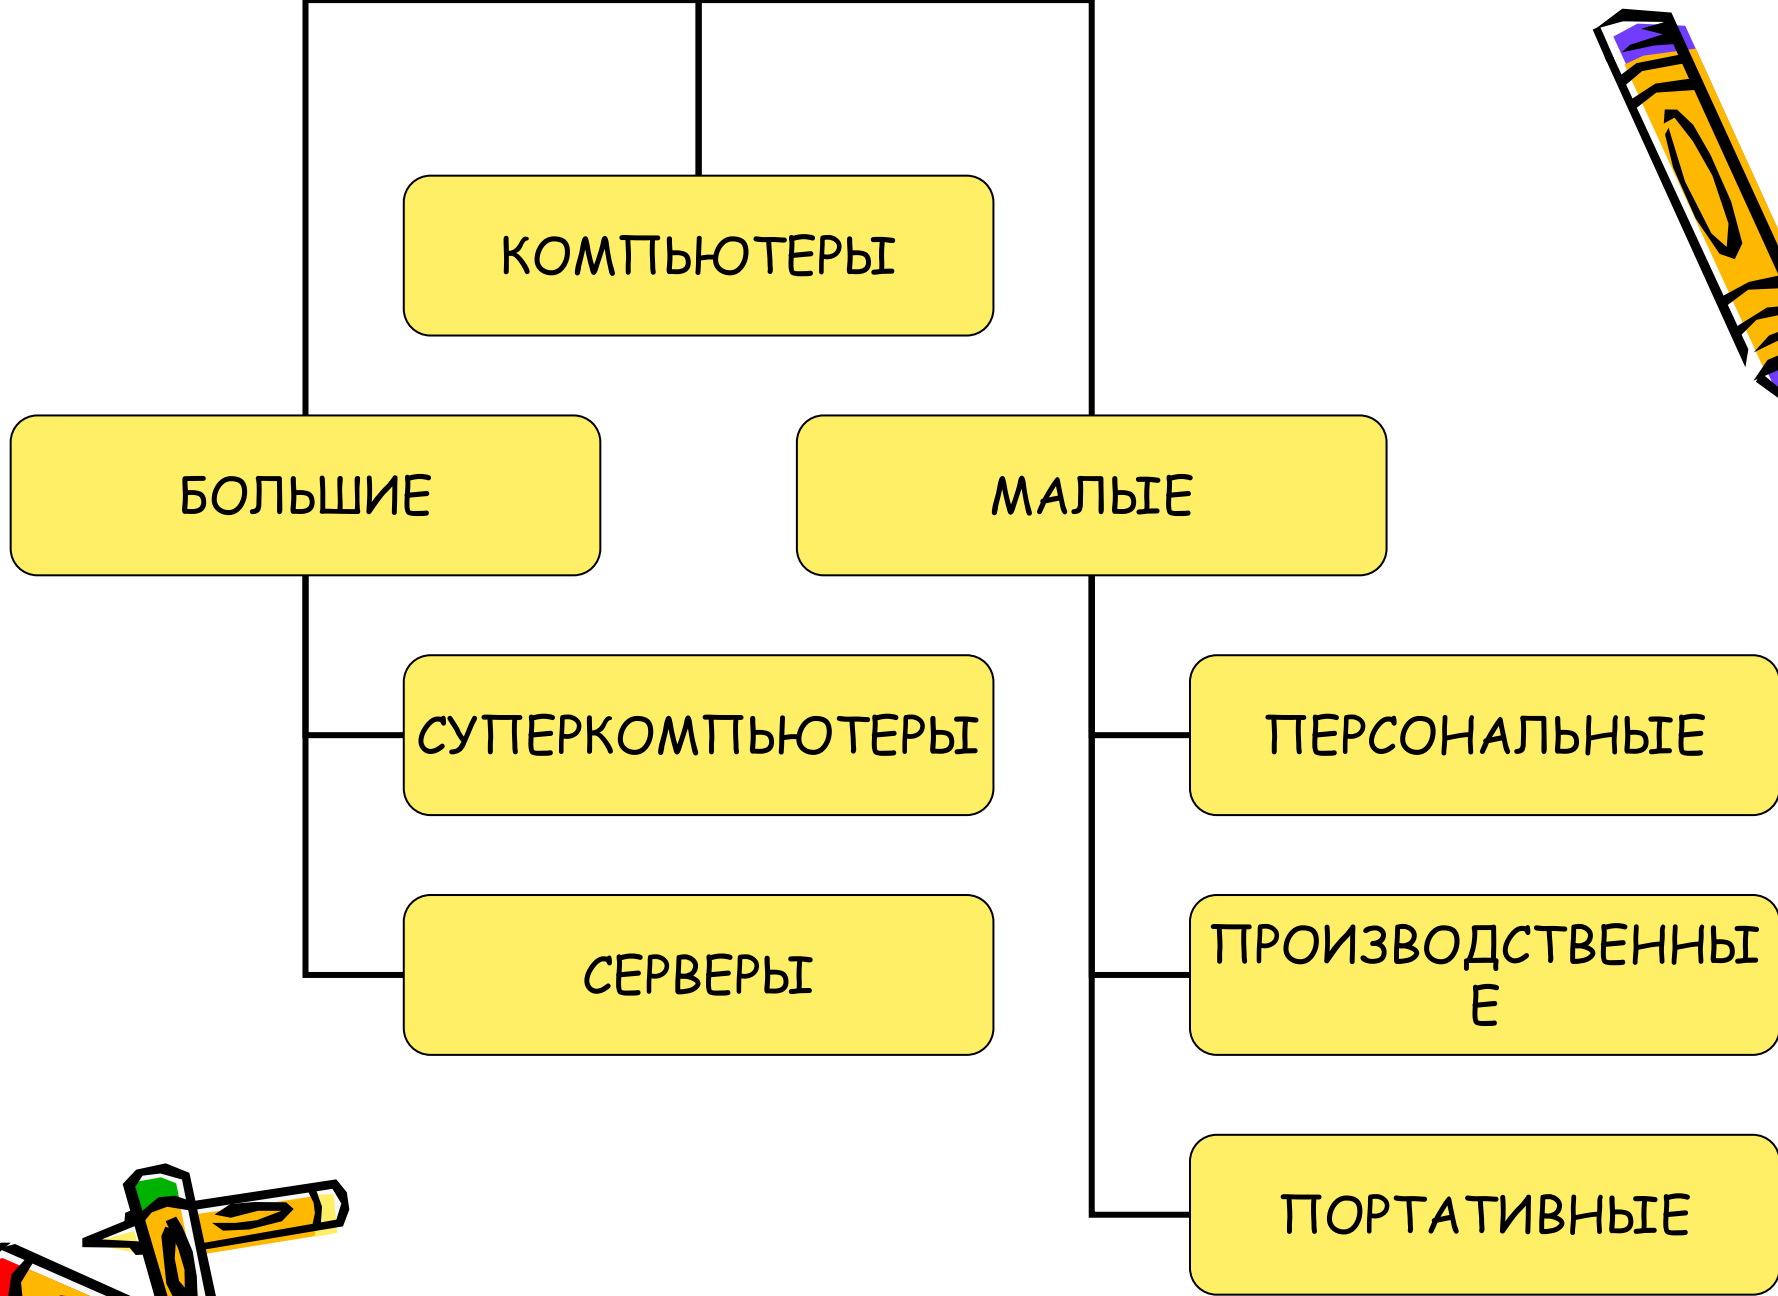 КОМПЬЮТЕРЫ
БОЛЬШИЕ
МАЛЫЕ
СУПЕРКОМПЬЮТЕРЫ
ПЕРСОНАЛЬНЫЕ
СЕРВЕРЫ
ПРОИЗВОДСТВЕННЫ
Е
ПОРТАТИВНЫЕ